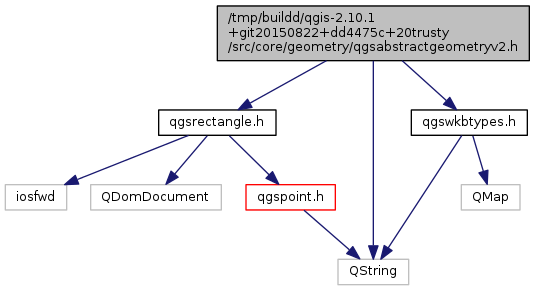 /tmp/buildd/qgis-2.10.1
+git20150822+dd4475c+20trusty
/src/core/geometry/qgsabstractgeometryv2.h
qgsrectangle.h
qgswkbtypes.h
iosfwd
QDomDocument
qgspoint.h
QMap
QString